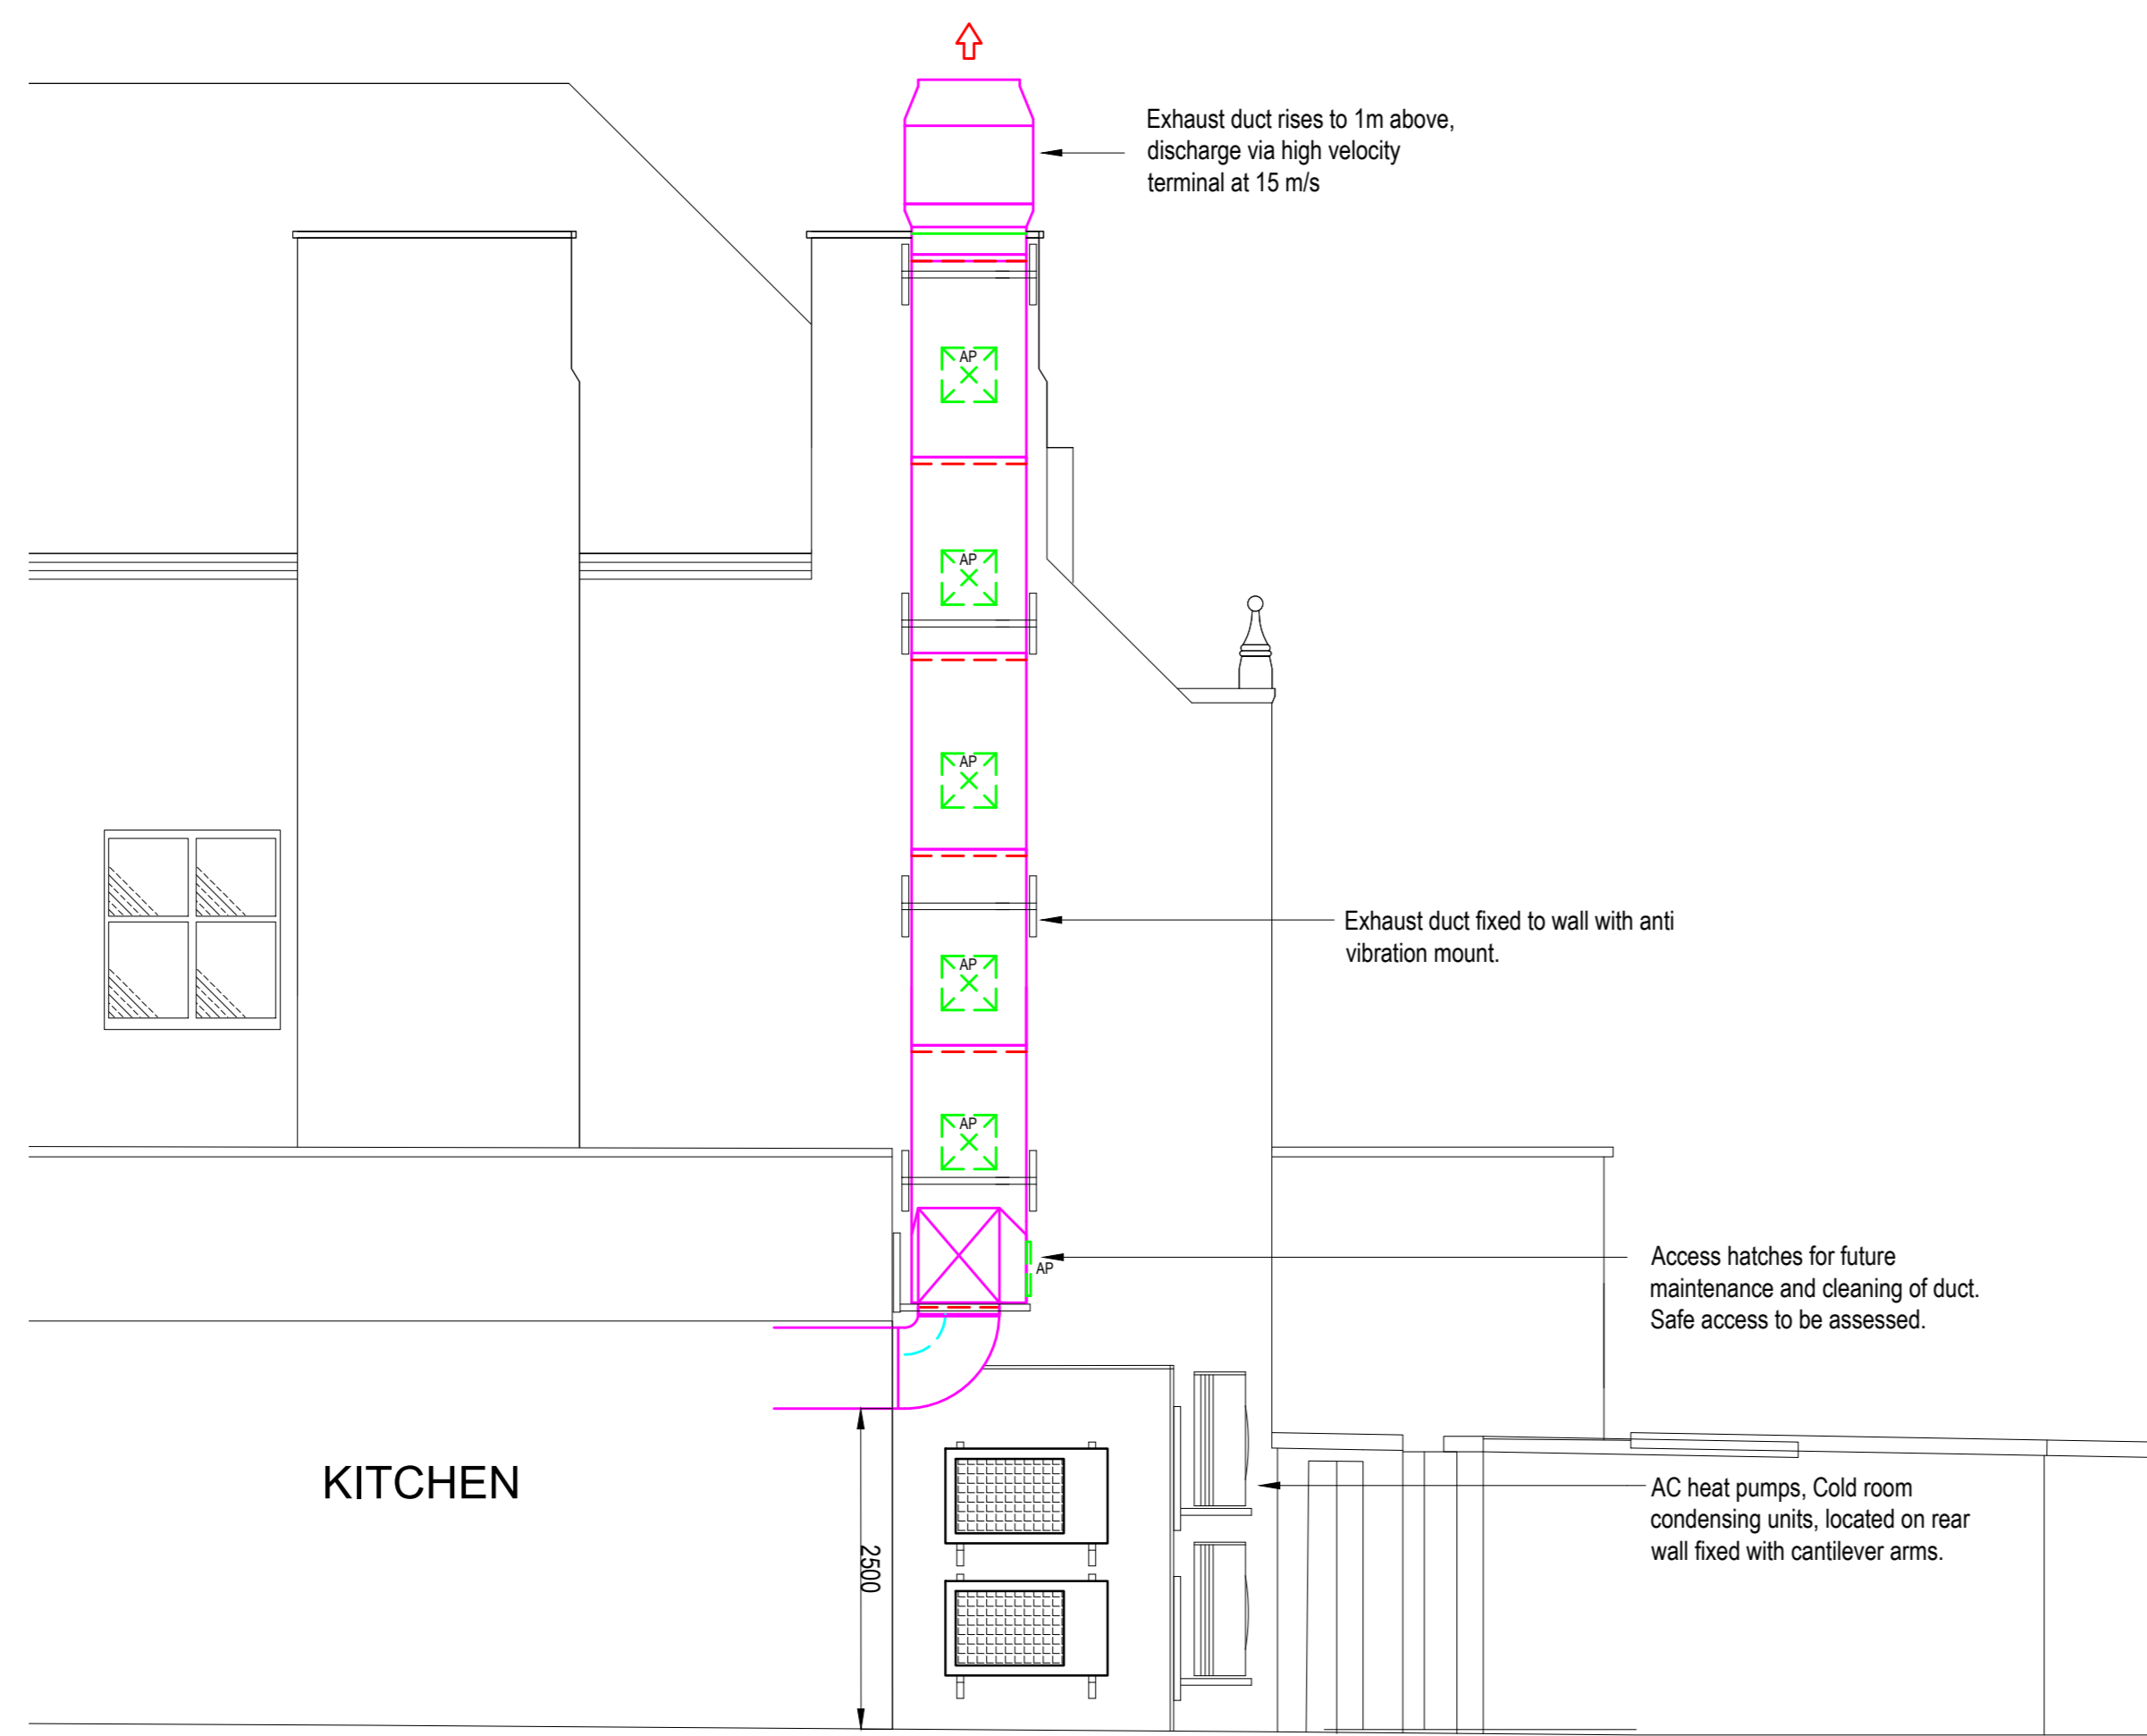 Exhaust duct rises to 1m above,
discharge via high velocity
terminal at 15 m/s
AP
AP
AP
Exhaust duct fixed to wall with anti
vibration mount.
AP
AP
Access hatches for future
maintenance and cleaning of duct.
Safe access to be assessed.
AP
KITCHEN
2500
AC heat pumps, Cold room
condensing units, located on rear
wall fixed with cantilever arms.